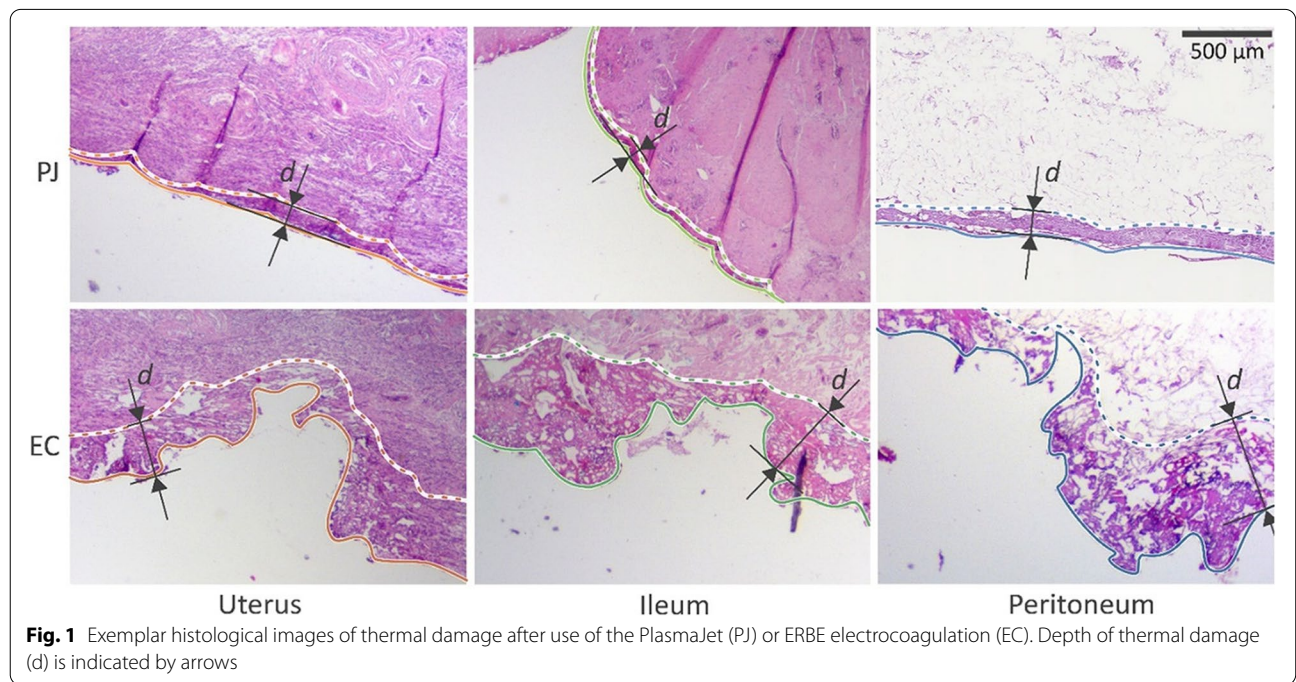 500 µm
PJ
d
d
d
EC
d
d
d
Uterus Ileum Peritoneum
Fig. 1 Exemplar histological images of thermal damage after use of the PlasmaJet (PJ) or ERBE electrocoagulation (EC). Depth of thermal damage
(d) is indicated by arrows